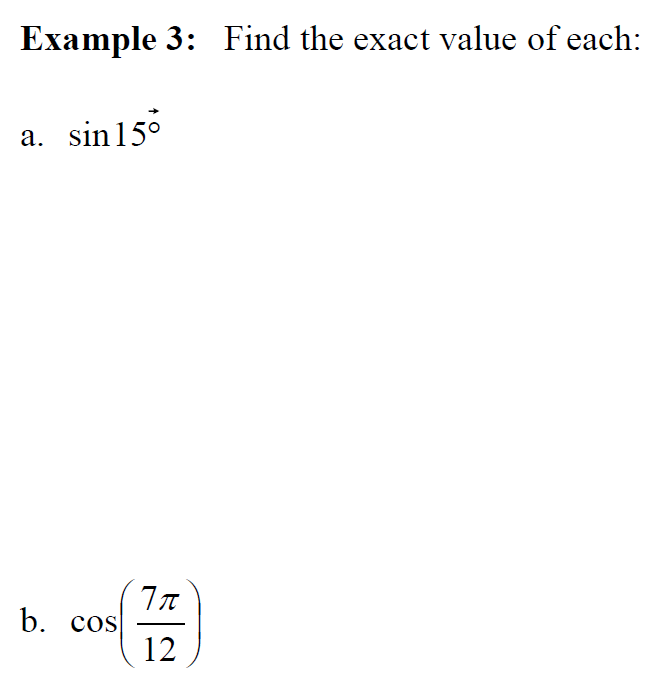 Example 3: Find the exact value of each:
a. sin15°→
b. cos(7π/12)